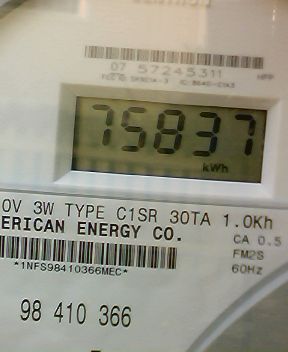 07 57245311
75837
kWh
0V 3W TYPE C1SR 30TA 1.0Kh
ERICAN ENERGY CO.
CA 0.5
*1NFS98410366MEC*
FM2S
60Hz
98 410 366